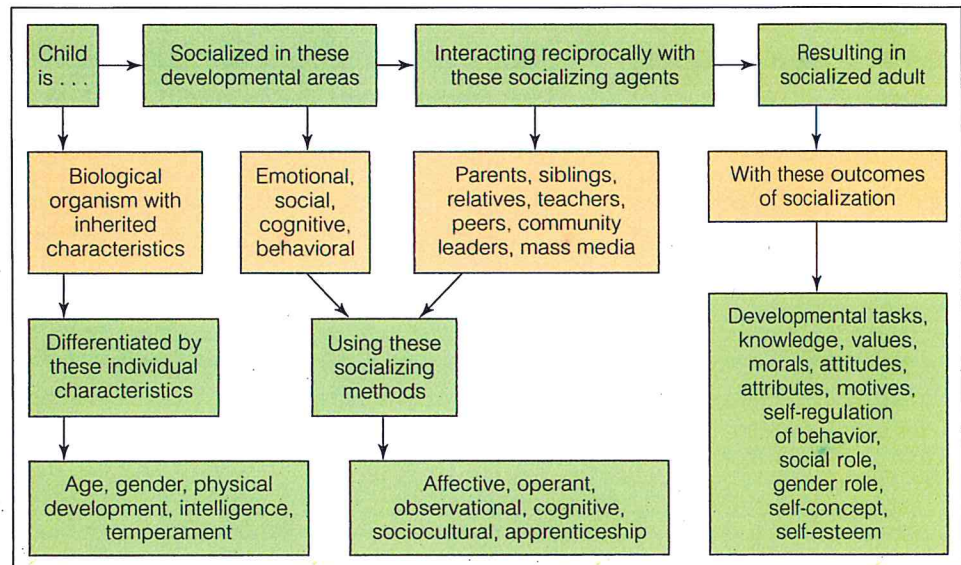 Child
is . . .
Socialized in these
developmental areas
Interacting reciprocally with
these socializing agents
Resulting in
socialized adult
Biological
organism with
inherited
characteristics
Emotional,
social,
cognitive,
behavioral
Parents, siblings,
relatives, teachers,
peers, community
leaders, mass media
With these outcomes
of socialization
Differentiated by
these individual
characteristics
Using these
socializing
methods
Developmental tasks,
knowledge, values,
morals, attitudes,
attributes, motives,
self-regulation
of behavior,
social role,
gender role,
self-concept,
self-esteem
Age, gender, physical
development, intelligence,
temperament
Affective, operant,
observational, cognitive,
sociocultural, apprenticeship